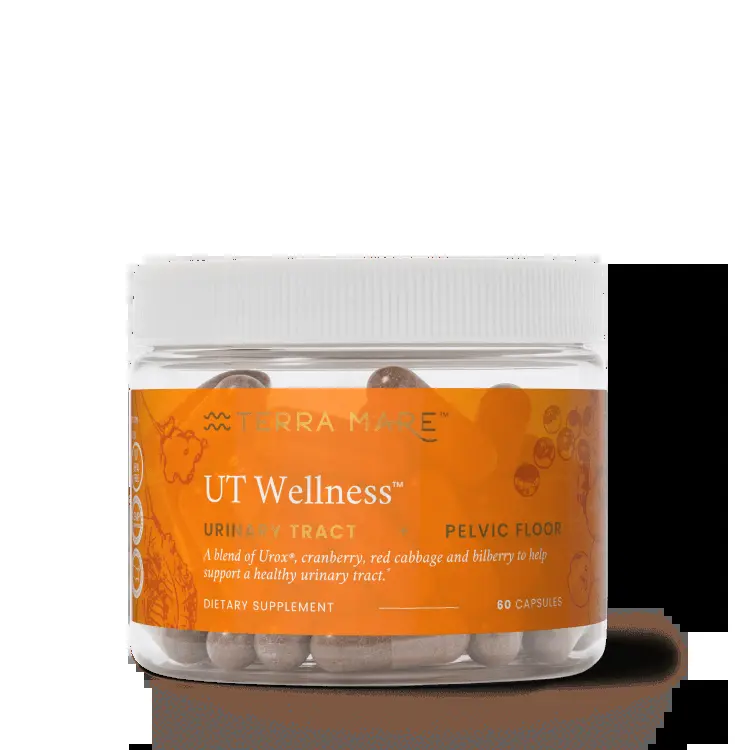 TERRA MARE™
UT Wellness™
URINARY TRACT + PELVIC FLOOR
A blend of Urox®, cranberry, red cabbage and bilberry to help
support a healthy urinary tract.*
DIETARY SUPPLEMENT 60 CAPSULES